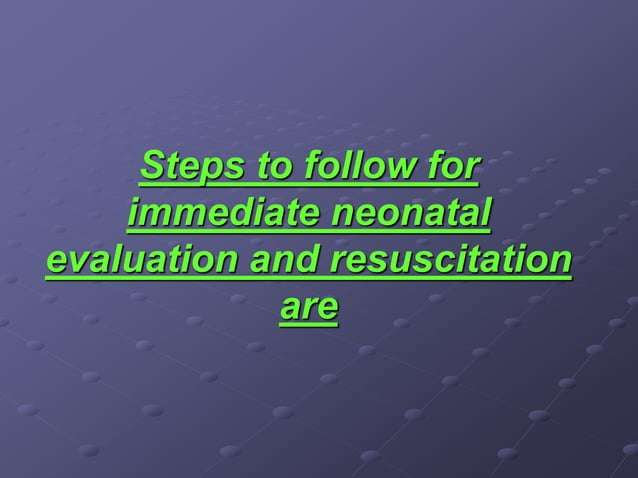 Steps to follow for
immediate neonatal
evaluation and resuscitation
are